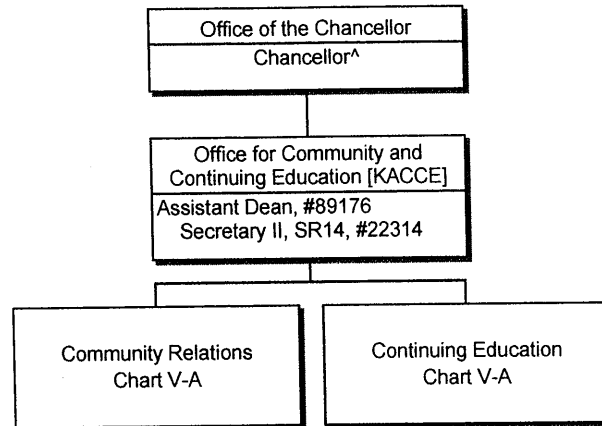 Office of the Chancellor
Chancellor^
Office for Community and
Continuing Education [KACCE]
Assistant Dean, #89176
Secretary II, SR14, #22314
Community Relations
Chart V-A
Continuing Education
Chart V-A